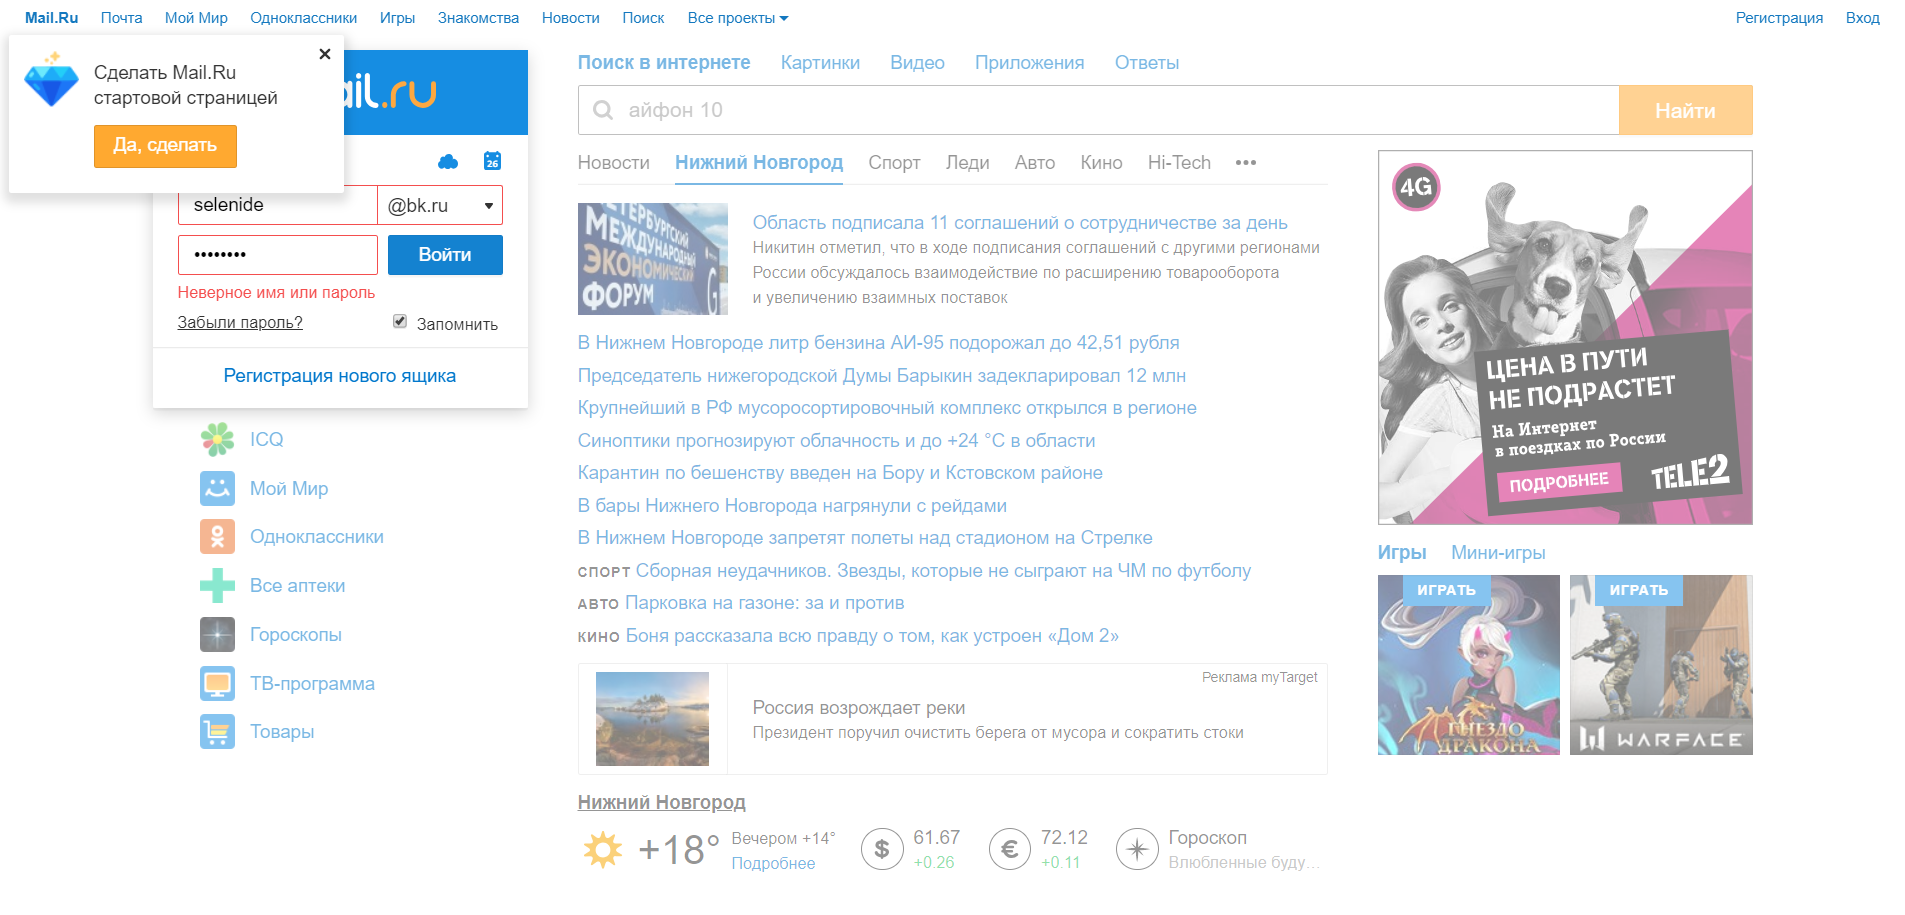 Mail.Ru Почта Мой Мир Одноклассники Игры Знакомства Новости Поиск Все проекты Регистрация Вход
Сделать Mail.Ru
стартовой страницей
Да, сделать
ail.ru
26
selenide @bk.ru
Войти
Неверное имя или пароль
Забыли пароль? Запомнить
Регистрация нового ящика
ICQ
Мой Мир
Одноклассники
Все аптеки
Гороскопы
ТВ-программа
Товары
Поиск в интернете Картинки Видео Приложения Ответы
айфон 10 Найти
Новости Нижний Новгород Спорт Леди Авто Кино Hi-Tech
ПЕТЕРБУРГСКИЙ
МЕЖДУНАРОДНЫЙ
ЭКОНОМИЧЕСКИЙ
ФОРУМ
Область подписала 11 соглашений о сотрудничестве за день
Никитин отметил, что в ходе подписания соглашений с другими регионами
России обсуждалось взаимодействие по расширению товарооборота
и увеличению взаимных поставок
В Нижнем Новгороде литр бензина АИ-95 подорожал до 42,51 рубля
Председатель нижегородской Думы Барыкин задекларировал 12 млн
Крупнейший в РФ мусоросортировочный комплекс открылся в регионе
Синоптики прогнозируют облачность и до +24 °С в области
Карантин по бешенству введен на Бору и Кстовском районе
В бары Нижнего Новгорода нагрянули с рейдами
В Нижнем Новгороде запретят полеты над стадионом на Стрелке
СПОРТ Сборная неудачников. Звезды, которые не сыграют на ЧМ по футболу
АВТО Парковка на газоне: за и против
КИНО Боня рассказала всю правду о том, как устроен «Дом 2»
Реклама myTarget
Россия возрождает реки
Президент поручил очистить берега от мусора и сократить стоки
Нижний Новгород
+18° Вечером +14°
Подробнее
$ 61.67
+0.26
€ 72.12
+0.11
Гороскоп
Влюбленные буду…
4G
ЦЕНА В ПУТИ
НЕ ПОДРАСТЕТ
На Интернет
в поездках по России
ПОДРОБНЕЕ TELE2
Игры Мини-игры
ИГРАТЬ ИГРАТЬ
ГНЕЗДО
ДРАКОНА
WARFACE